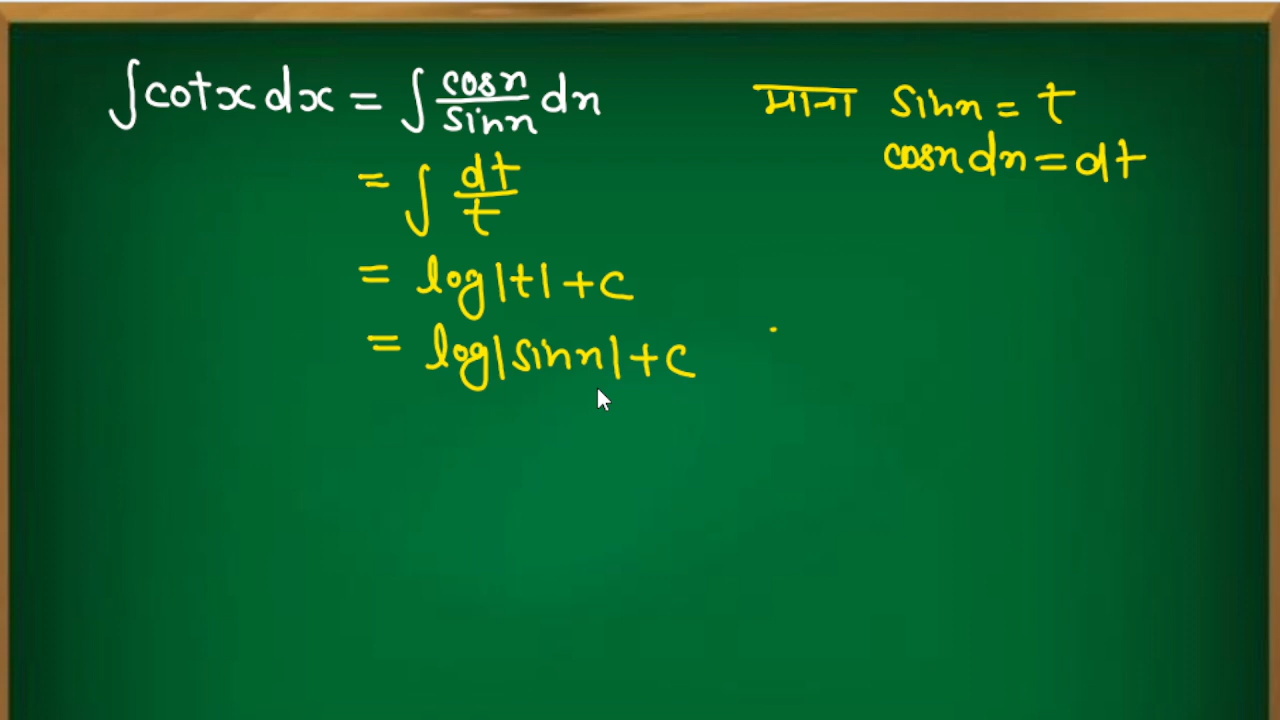 ∫cotx dx = ∫ cosx/sinx dx
माना sinx = t
cosx dx = dt
= ∫ dt/t
= log|t| + c
= log|sinx| + c